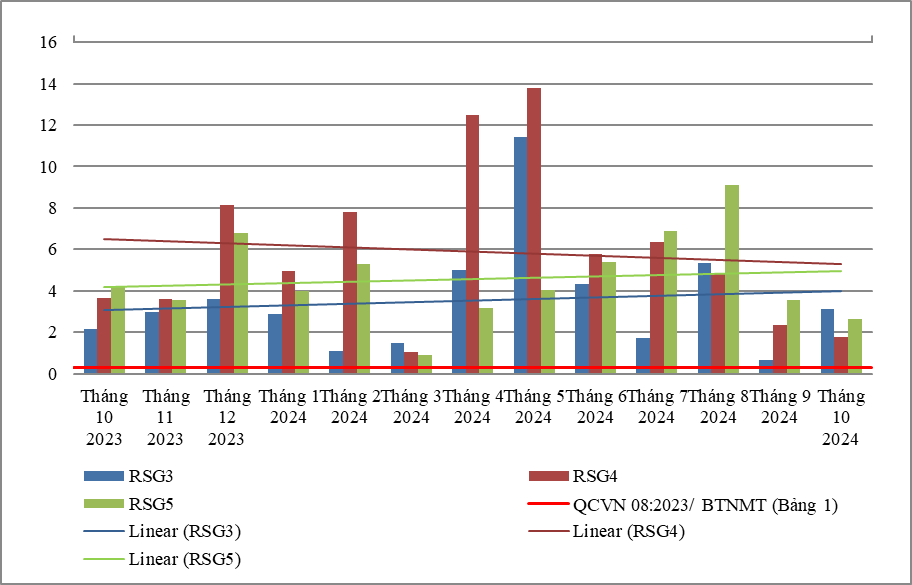 16
14
12
10
8
6
4
2
0
Tháng Tháng Tháng Tháng 1 Tháng 2 Tháng 3 Tháng 4 Tháng 5 Tháng 6 Tháng 7 Tháng 8 Tháng 9 Tháng
10 11 12 2024 2024 2024 2024 2024 2024 2024 2024 2024 10
2023 2023 2023 2024
RSG3 RSG4
RSG5 QCVN 08:2023/ BTNMT (Bảng 1)
Linear (RSG3) Linear (RSG4)
Linear (RSG5)